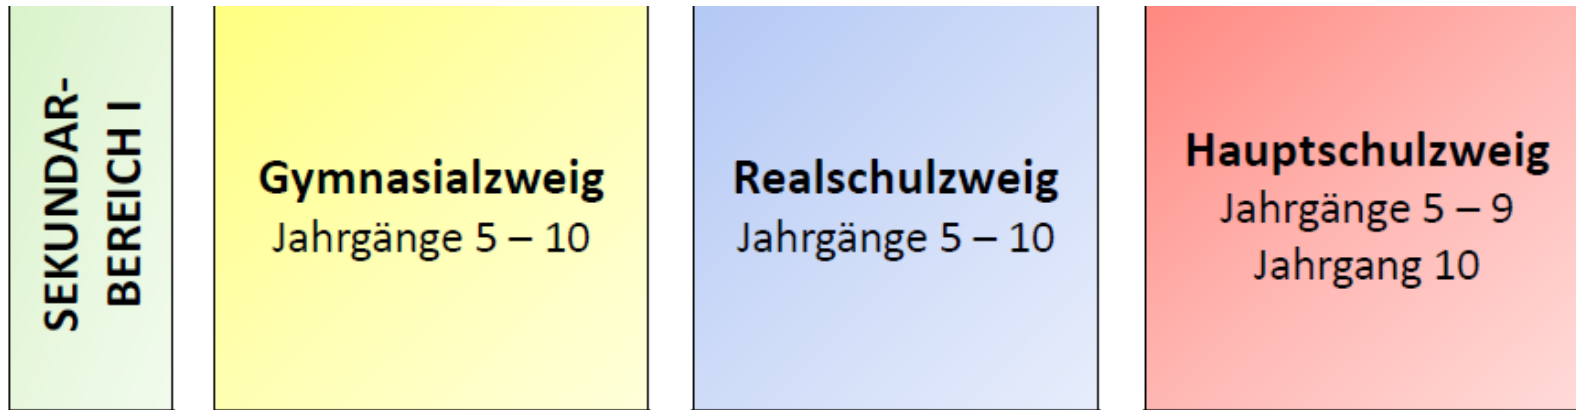 SEKUNDAR-
BEREICH I
Gymnasialzweig
Jahrgänge 5 – 10
Realschulzweig
Jahrgänge 5 – 10
Hauptschulzweig
Jahrgänge 5 – 9
Jahrgang 10